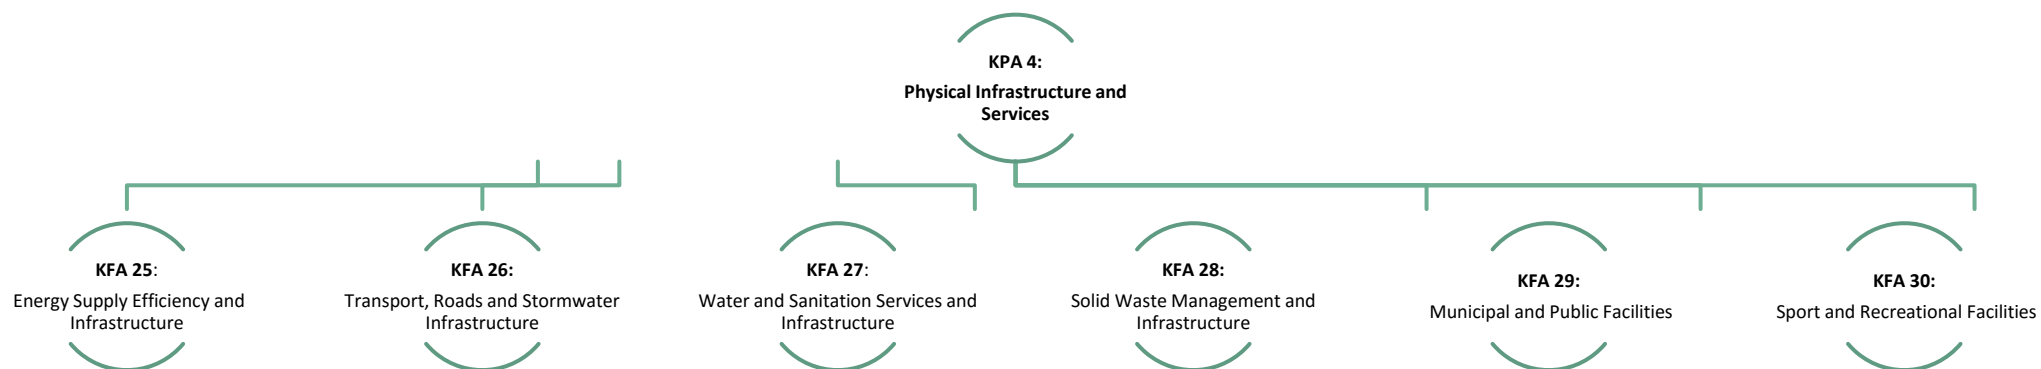 KPA 4:
Physical Infrastructure and
Services
KFA 25:
Energy Supply Efficiency and
Infrastructure
KFA 26:
Transport, Roads and Stormwater
Infrastructure
KFA 27:
Water and Sanitation Services and
Infrastructure
KFA 28:
Solid Waste Management and
Infrastructure
KFA 29:
Municipal and Public Facilities
KFA 30:
Sport and Recreational Facilities